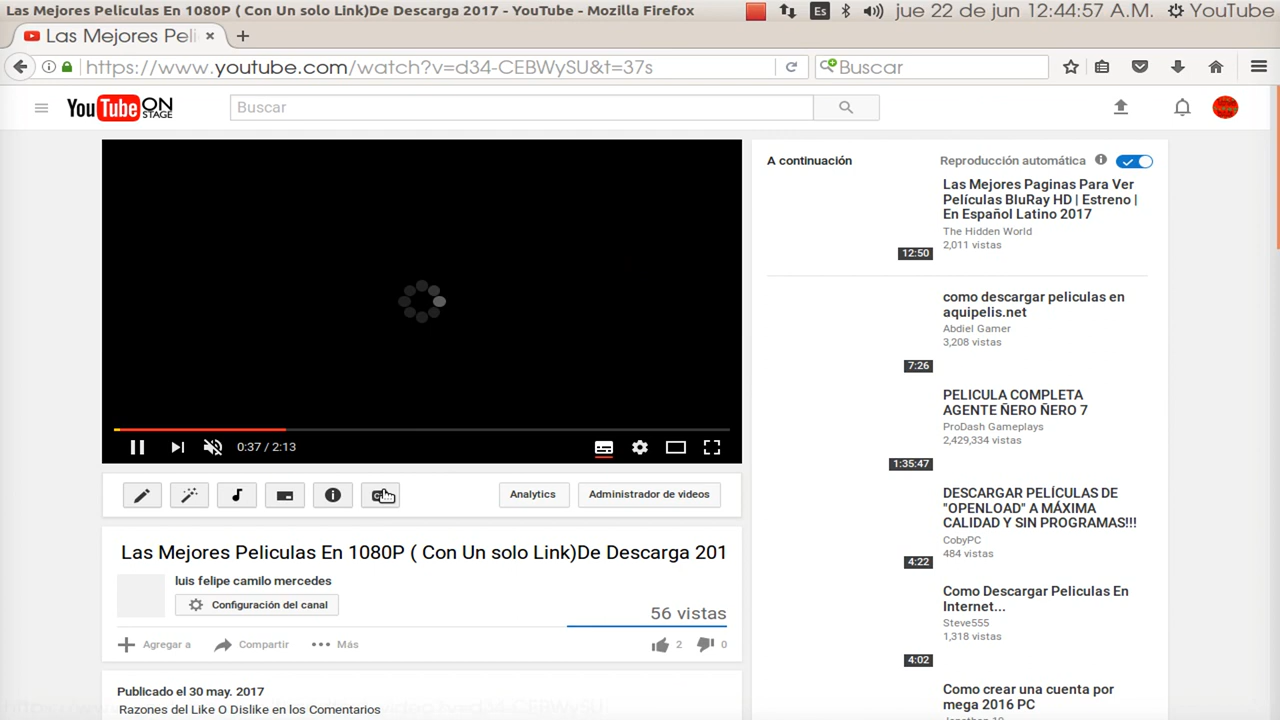 Las Mejores Peliculas En 1080P ( Con Un solo Link)De Descarga 2017 - YouTube - Mozilla Firefox
Es
jue 22 de jun 12:44:57 A.M.
YouTube
Las Mejores Peli
https://www.youtube.com/watch?v=d34-CEBWySU&t=37s
Buscar
YouTube ON STAGE
Buscar
0:37 / 2:13
Analytics
Administrador de videos
Las Mejores Peliculas En 1080P ( Con Un solo Link)De Descarga 201
luis felipe camilo mercedes
Configuración del canal
56 vistas
Agregar a
Compartir
Más
2
0
Publicado el 30 may. 2017
Razones del Like O Dislike en los Comentarios
A continuación
Reproducción automática
Las Mejores Paginas Para Ver
Películas BluRay HD | Estreno |
En Español Latino 2017
The Hidden World
2,011 vistas
12:50
como descargar peliculas en
aquipelis.net
Abdiel Gamer
3,208 vistas
7:26
PELICULA COMPLETA
AGENTE ÑERO ÑERO 7
ProDash Gameplays
2,429,334 vistas
1:35:47
DESCARGAR PELÍCULAS DE
"OPENLOAD" A MÁXIMA
CALIDAD Y SIN PROGRAMAS!!!
CobyPC
484 vistas
4:22
Como Descargar Peliculas En
Internet...
Steve555
1,318 vistas
4:02
Como crear una cuenta por
mega 2016 PC